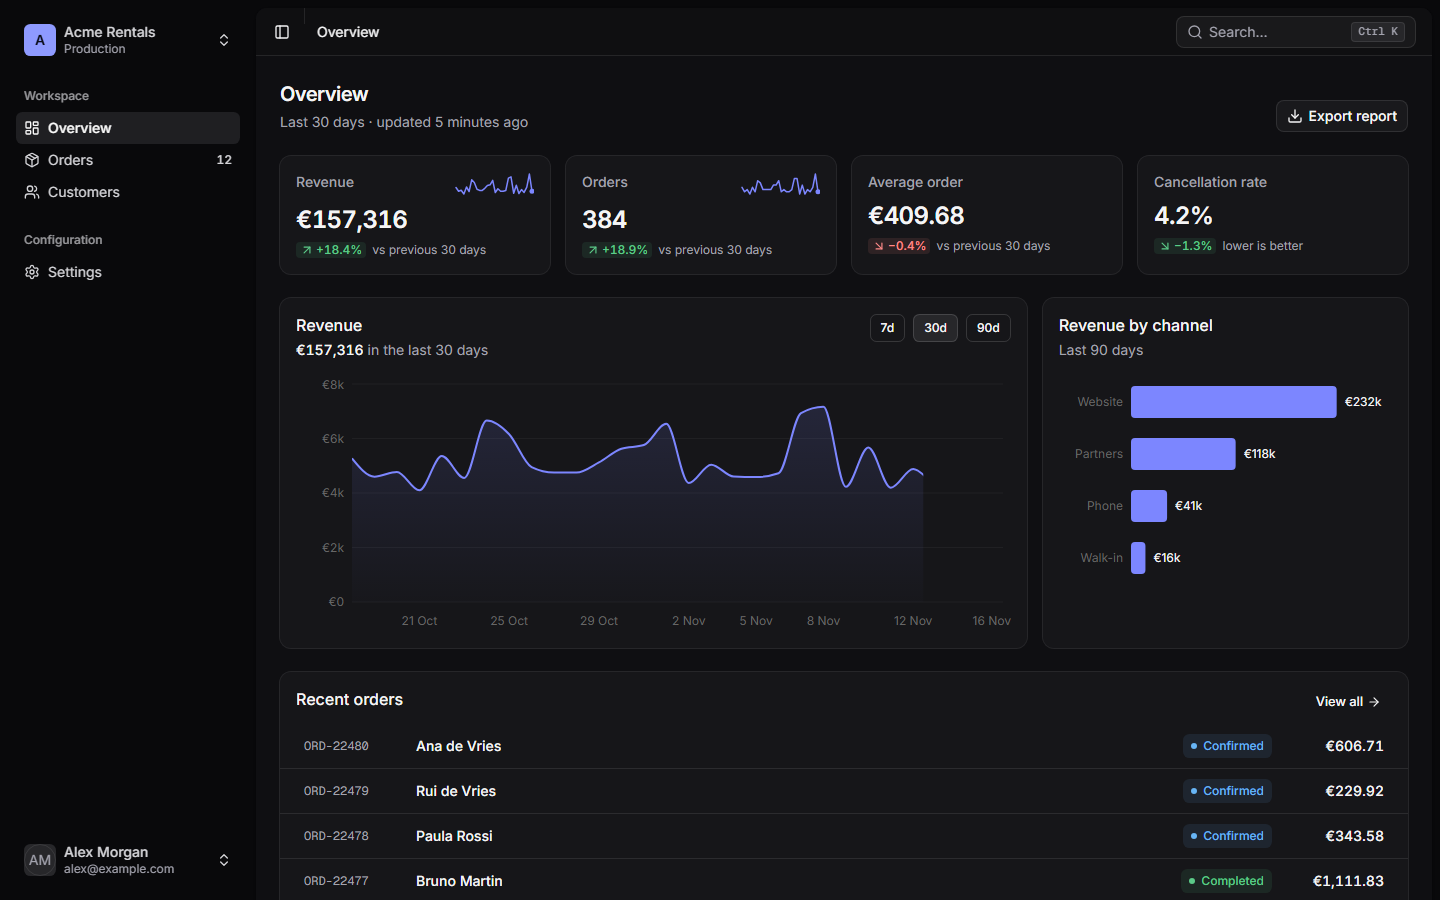 A
Acme Rentals
Production
Workspace
Overview
Orders 12
Customers
Configuration
Settings
AM
Alex Morgan
alex@example.com
Overview
Search... Ctrl K
Overview
Last 30 days · updated 5 minutes ago
Export report
Revenue
€157,316
+18.4% vs previous 30 days
Orders
384
+18.9% vs previous 30 days
Average order
€409.68
−0.4% vs previous 30 days
Cancellation rate
4.2%
−1.3% lower is better
Revenue
€157,316 in the last 30 days
7d 30d 90d
€8k
€6k
€4k
€2k
€0
21 Oct 25 Oct 29 Oct 2 Nov 5 Nov 8 Nov 12 Nov 16 Nov
Revenue by channel
Last 90 days
Website €232k
Partners €118k
Phone €41k
Walk-in €16k
Recent orders
View all
ORD-22480 Ana de Vries Confirmed €606.71
ORD-22479 Rui de Vries Confirmed €229.92
ORD-22478 Paula Rossi Confirmed €343.58
ORD-22477 Bruno Martin Completed €1,111.83